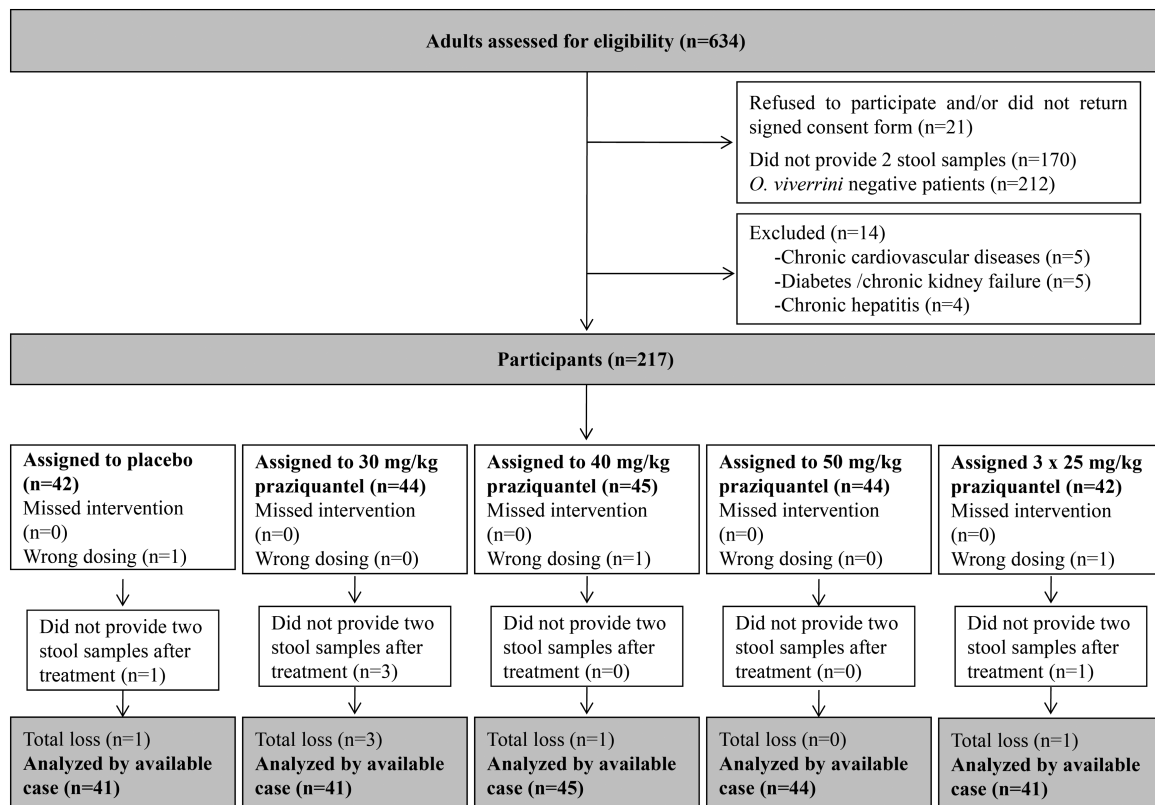 Adults assessed for eligibility (n=634)
Refused to participate and/or did not return
signed consent form (n=21)
Did not provide 2 stool samples (n=170)
O. viverrini negative patients (n=212)
Excluded (n=14)
-Chronic cardiovascular diseases (n=5)
-Diabetes /chronic kidney failure (n=5)
-Chronic hepatitis (n=4)
Participants (n=217)
Assigned to placebo
(n=42)
Missed intervention
(n=0)
Wrong dosing (n=1)
Assigned to 30 mg/kg
praziquantel (n=44)
Missed intervention
(n=0)
Wrong dosing (n=0)
Assigned to 40 mg/kg
praziquantel (n=45)
Missed intervention
(n=0)
Wrong dosing (n=1)
Assigned to 50 mg/kg
praziquantel (n=44)
Missed intervention
(n=0)
Wrong dosing (n=0)
Assigned 3 x 25 mg/kg
praziquantel (n=42)
Missed intervention
(n=0)
Wrong dosing (n=1)
Did not provide two
stool samples after
treatment (n=1)
Did not provide two
stool samples after
treatment (n=3)
Did not provide two
stool samples after
treatment (n=0)
Did not provide two
stool samples after
treatment (n=0)
Did not provide two
stool samples after
treatment (n=1)
Total loss (n=1)
Analyzed by available
case (n=41)
Total loss (n=3)
Analyzed by available
case (n=41)
Total loss (n=1)
Analyzed by available
case (n=45)
Total loss (n=0)
Analyzed by available
case (n=44)
Total loss (n=1)
Analyzed by available
case (n=41)